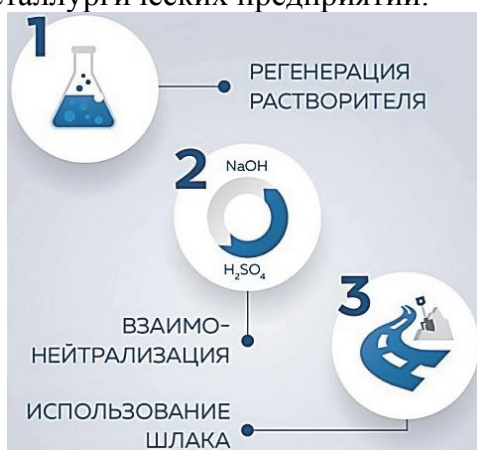 1
РЕГЕНЕРАЦИЯ
РАСТВОРИТЕЛЯ
2
NaOH
H₂SO₄
ВЗАИМО-
НЕЙТРАЛИЗАЦИЯ
3
ИСПОЛЬЗОВАНИЕ
ШЛАКА